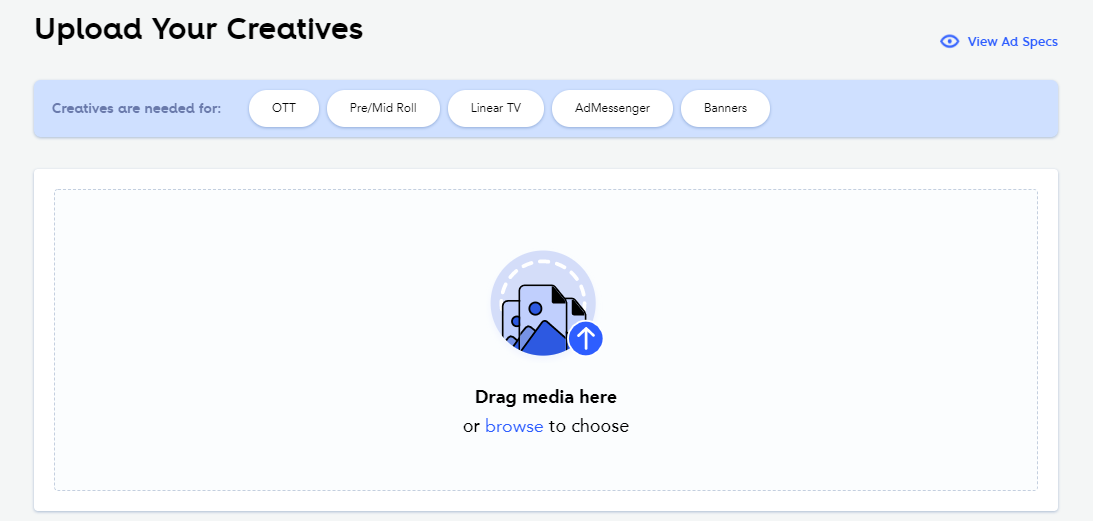 Upload Your Creatives
View Ad Specs
Creatives are needed for: OTT Pre/Mid Roll Linear TV AdMessenger Banners
Drag media here
or browse to choose